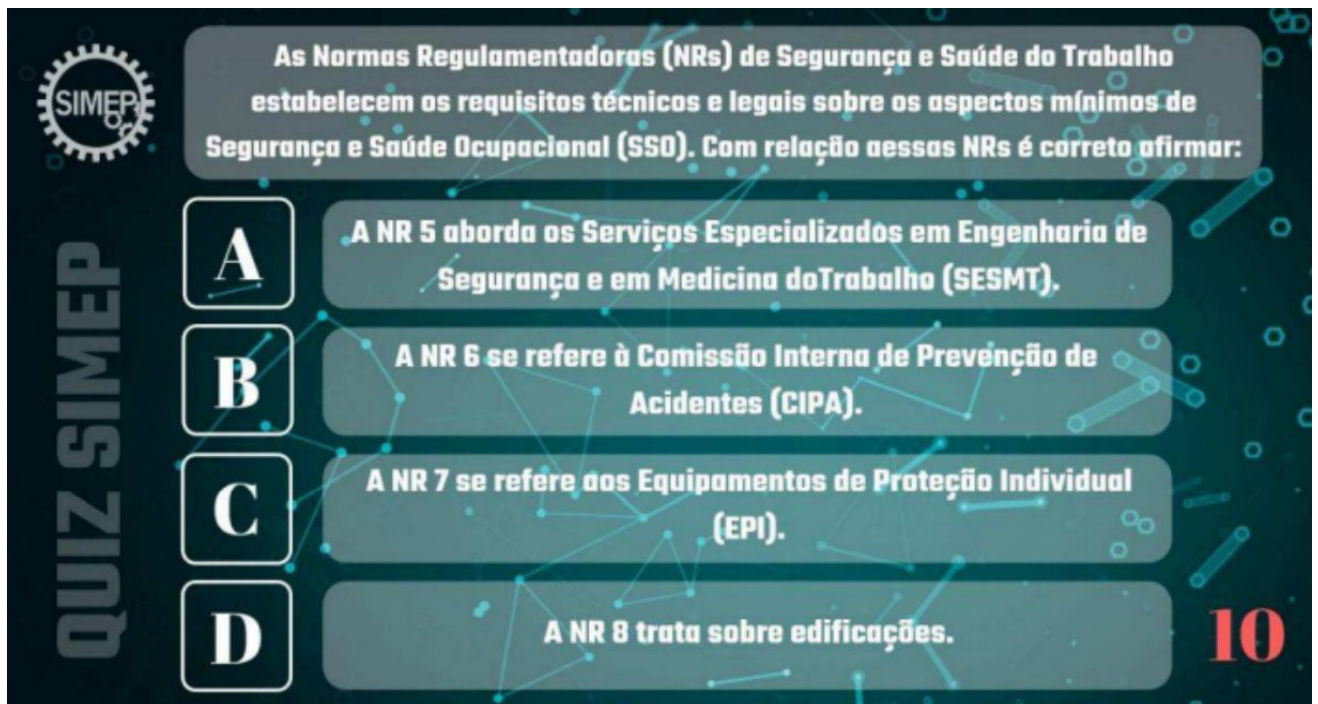 SIMEP
As Normas Regulamentadoras (NRs) de Segurança e Saúde do Trabalho
estabelecem os requisitos técnicos e legais sobre os aspectos mínimos de
Segurança e Saúde Ocupacional (SSO). Com relação aessas NRs é correto afirmar:
QUIZ SIMEP
A
A NR 5 aborda os Serviços Especializados em Engenharia de
Segurança e em Medicina doTrabalho (SESMT).
B
A NR 6 se refere à Comissão Interna de Prevenção de
Acidentes (CIPA).
C
A NR 7 se refere aos Equipamentos de Proteção Individual
(EPI).
D
A NR 8 trata sobre edificações.
10